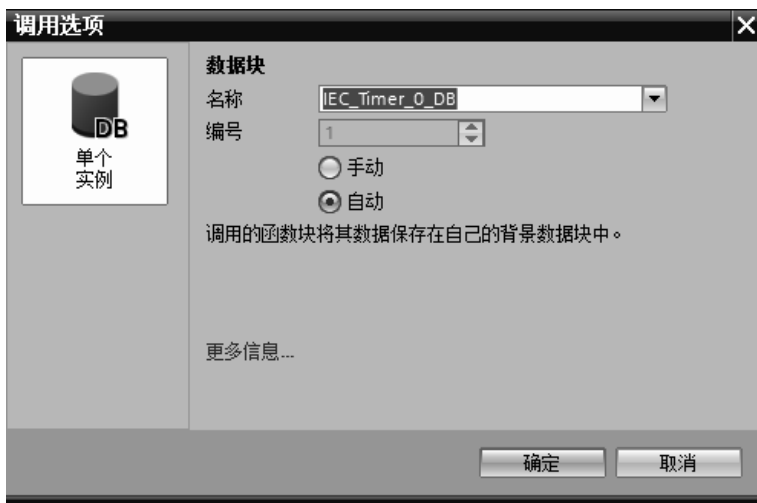 调用选项
DB
单个
实例
数据块
名称 IEC_Timer_0_DB
编号 1
手动
自动
调用的函数块将其数据保存在自己的背景数据块中。
更多信息...
确定 取消